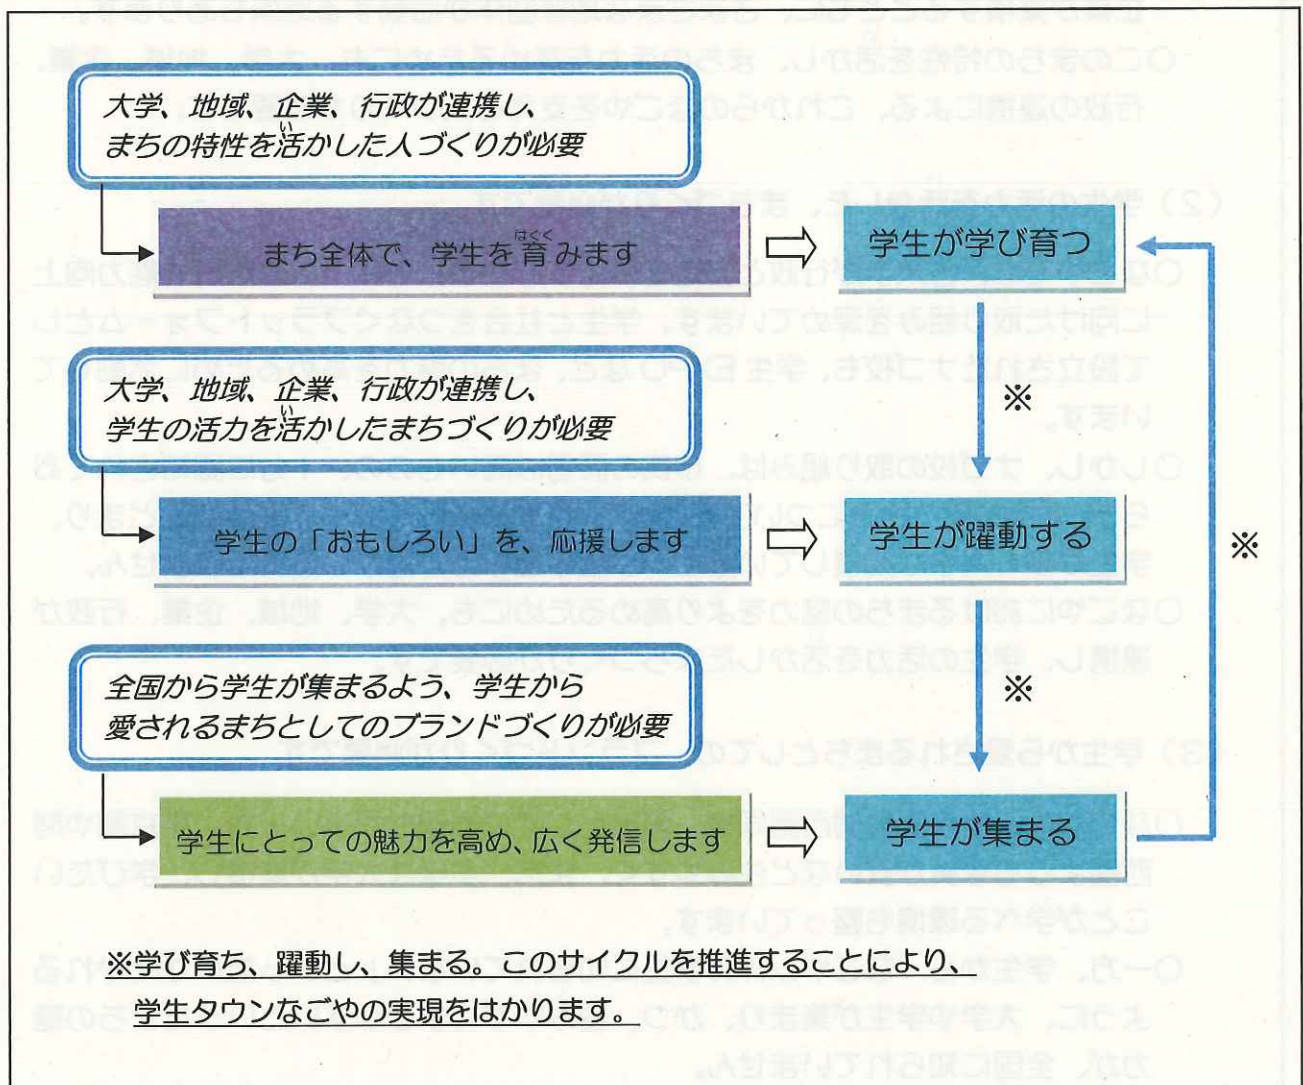 大学、地域、企業、行政が連携し、
まちの特性を活かした人づくりが必要
まち全体で、学生を育みます
学生が学び育つ
大学、地域、企業、行政が連携し、
学生の活力を活かしたまちづくりが必要
※
学生の「おもしろい」を、応援します
学生が躍動する
※
全国から学生が集まるよう、学生から
愛されるまちとしてのブランドづくりが必要
※
学生にとっての魅力を高め、広く発信します
学生が集まる
※学び育ち、躍動し、集まる。このサイクルを推進することにより、
学生タウンなごやの実現をはかります。